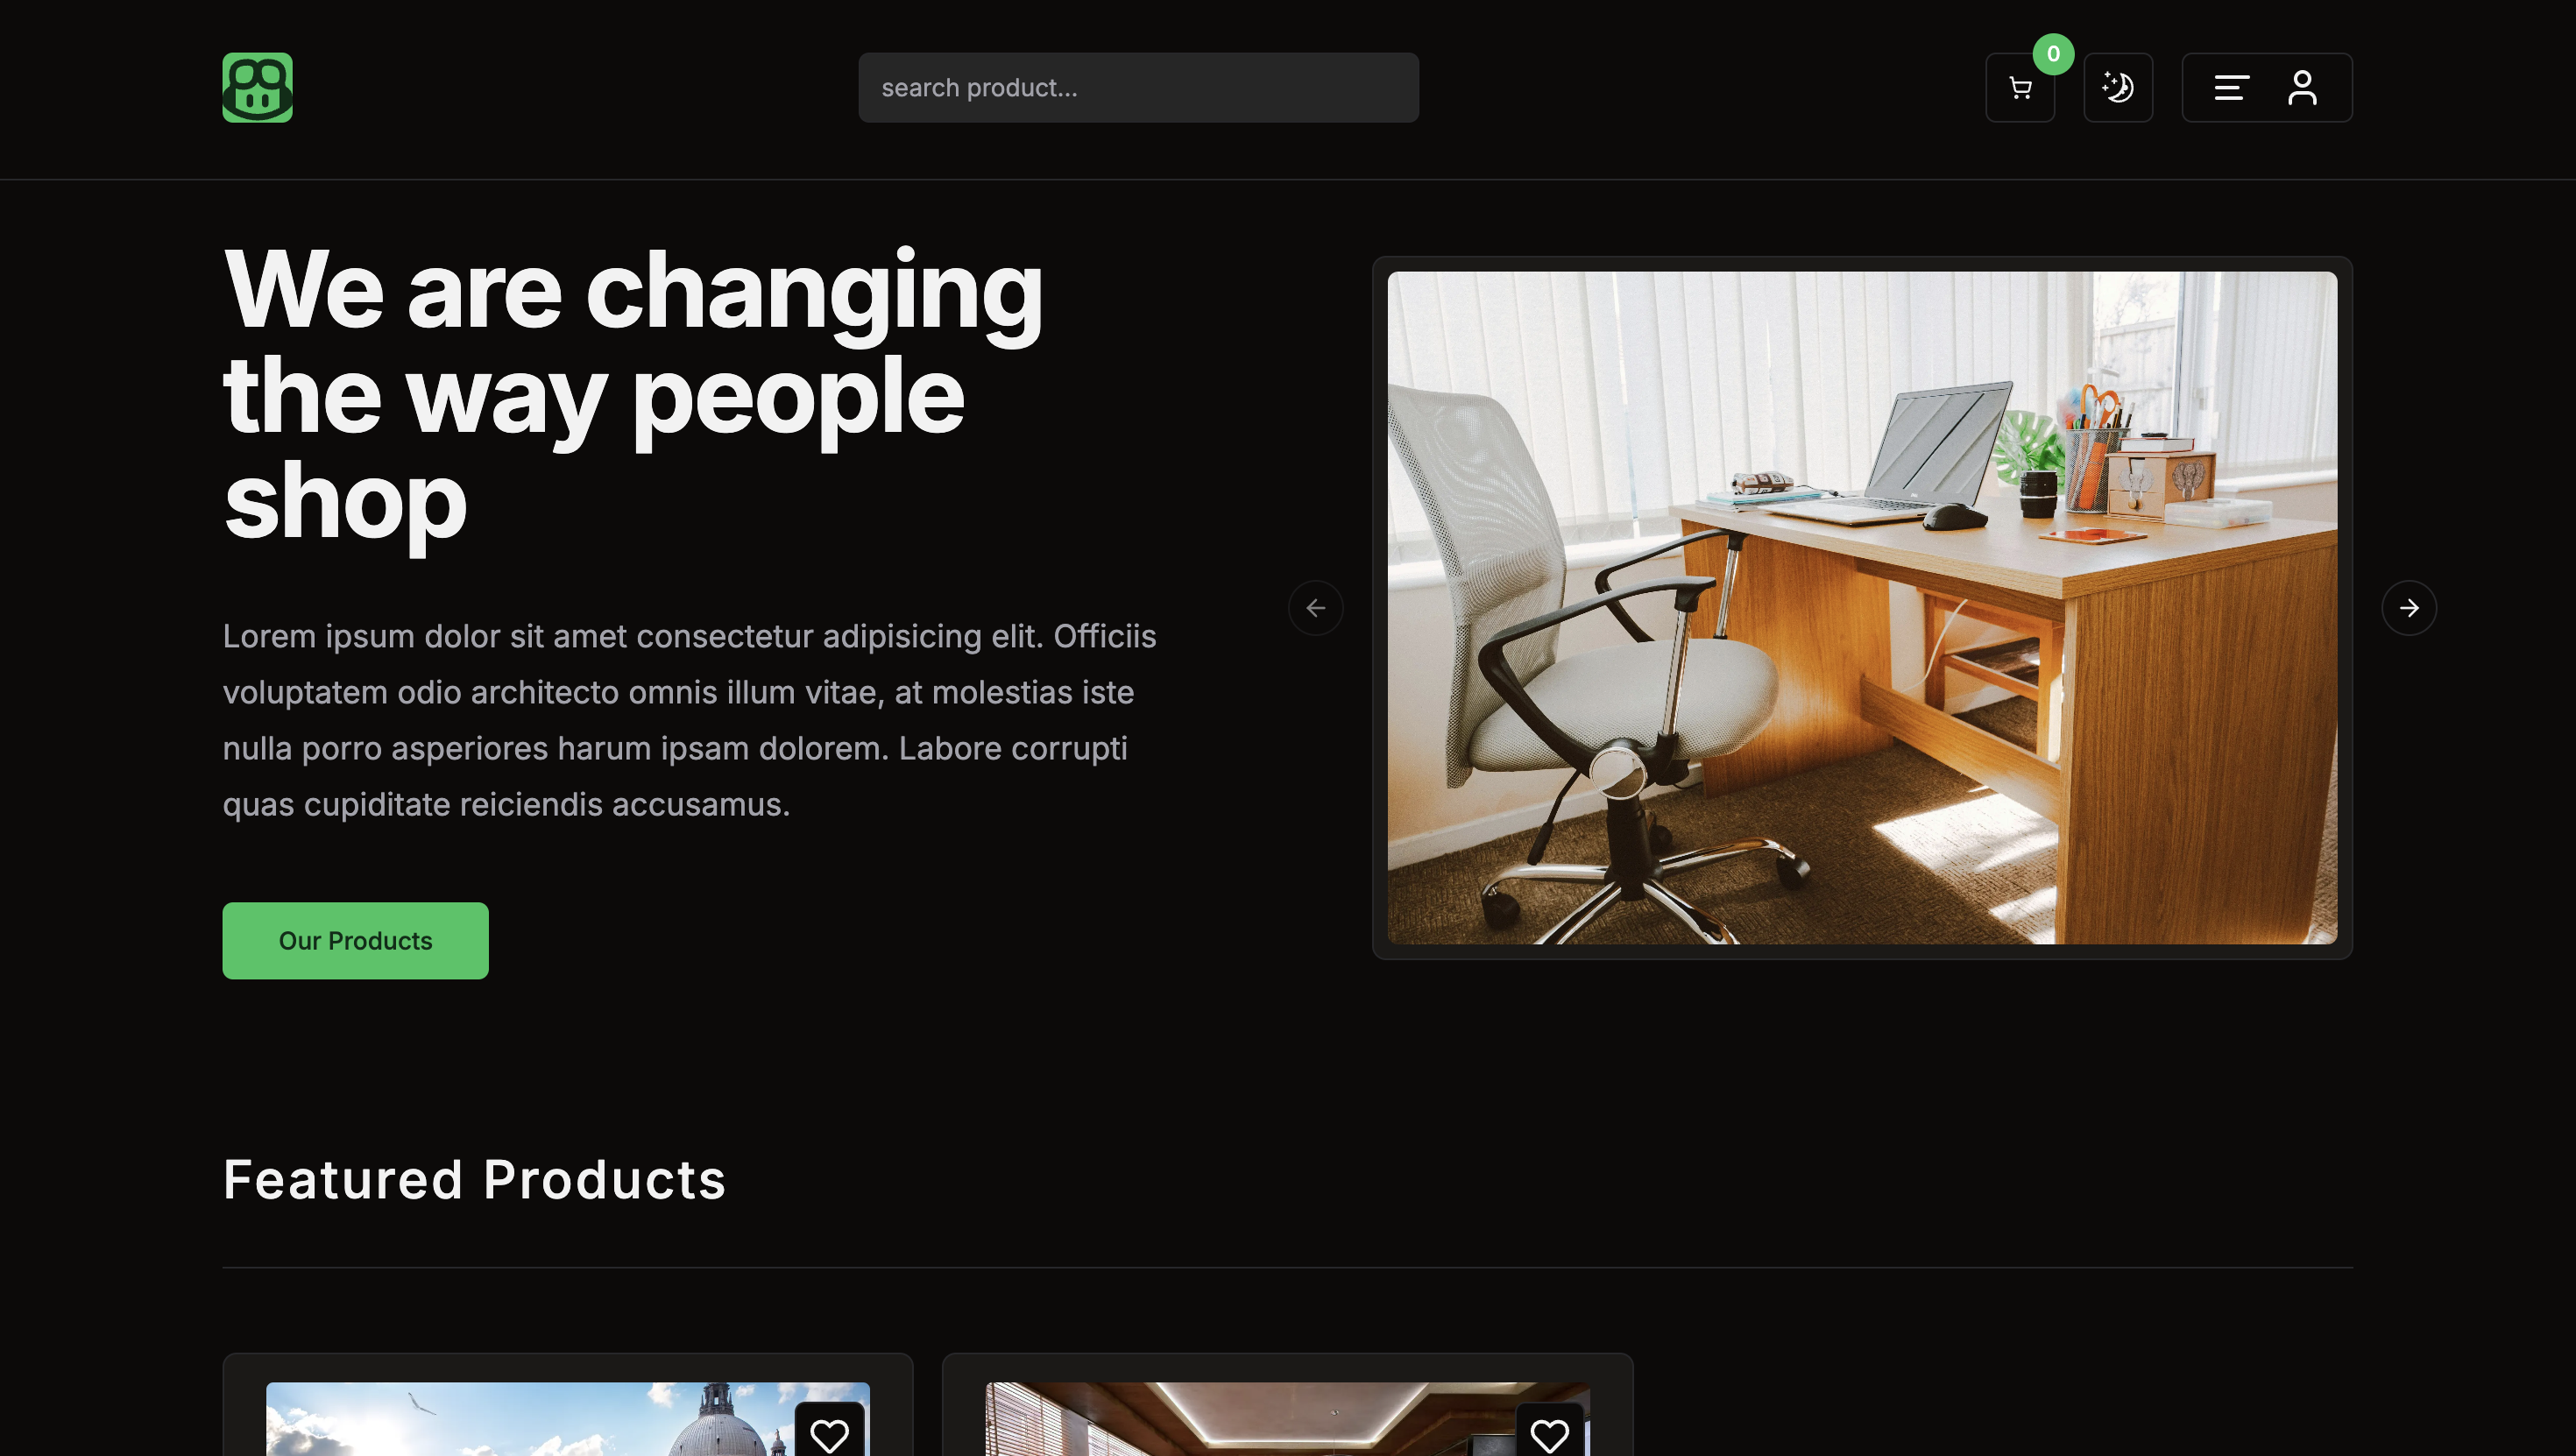 search product...
0
We are changing
the way people
shop
Lorem ipsum dolor sit amet consectetur adipisicing elit. Officiis
voluptatem odio architecto omnis illum vitae, at molestias iste
nulla porro asperiores harum ipsam dolorem. Labore corrupti
quas cupiditate reiciendis accusamus.
Our Products
Featured Products